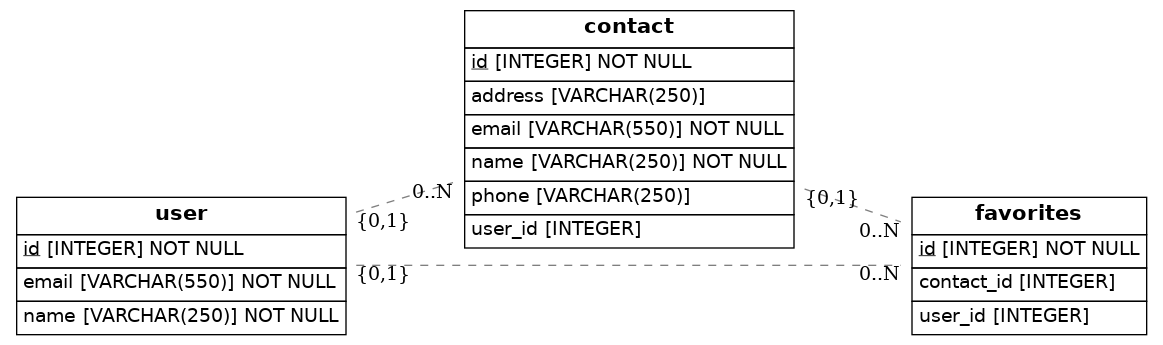 contact
id [INTEGER] NOT NULL
address [VARCHAR(250)]
email [VARCHAR(550)] NOT NULL
name [VARCHAR(250)] NOT NULL
phone [VARCHAR(250)]
user_id [INTEGER]
0..N
{0,1}
{0,1}
0..N
user
id [INTEGER] NOT NULL
email [VARCHAR(550)] NOT NULL
name [VARCHAR(250)] NOT NULL
{0,1}
0..N
favorites
id [INTEGER] NOT NULL
contact_id [INTEGER]
user_id [INTEGER]